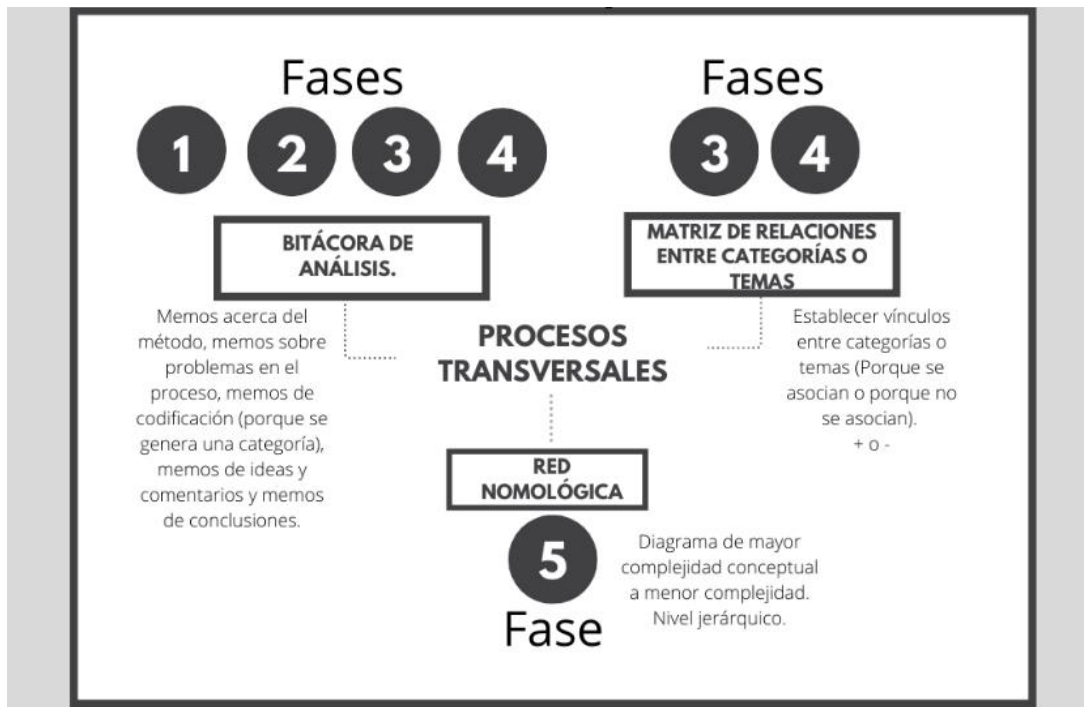 Fases
1 2 3 4
BITÁCORA DE
ANÁLISIS.
Memos acerca del
método, memos sobre
problemas en el
proceso, memos de
codificación (porque se
genera una categoría),
memos de ideas y
comentarios y memos
de conclusiones.
Fases
3 4
MATRIZ DE RELACIONES
ENTRE CATEGORÍAS O
TEMAS
Establecer vínculos
entre categorías o
temas (Porque se
asocian o porque no
se asocian).
+ o -
PROCESOS
TRANSVERSALES
RED
NOMOLÓGICA
5
Fase
Diagrama de mayor
complejidad conceptual
a menor complejidad.
Nivel jerárquico.